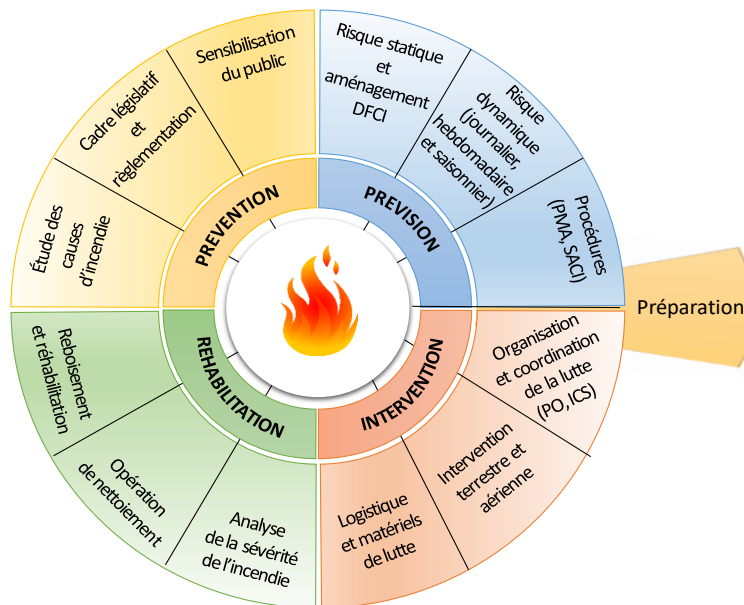 Sensibilisation
du public
Cadre législatif
et
règlementation
Étude des
causes
d'incendie
PREVENTION
Risque statique
et
aménagement
DFCI
Risque
dynamique
(journalier,
hebdomadaire
et saisonnier)
Procédures
(PMA, SACI)
PREVISION
Préparation
Organisation
et coordination
de la lutte
(PO, ICS)
Intervention
terrestre et
aérienne
Logistique
et matériels
de lutte
INTERVENTION
Analyse
de la sévérité
de l'incendie
Opération
de nettoiement
Reboisement
et réhabilitation
REHABILITATION